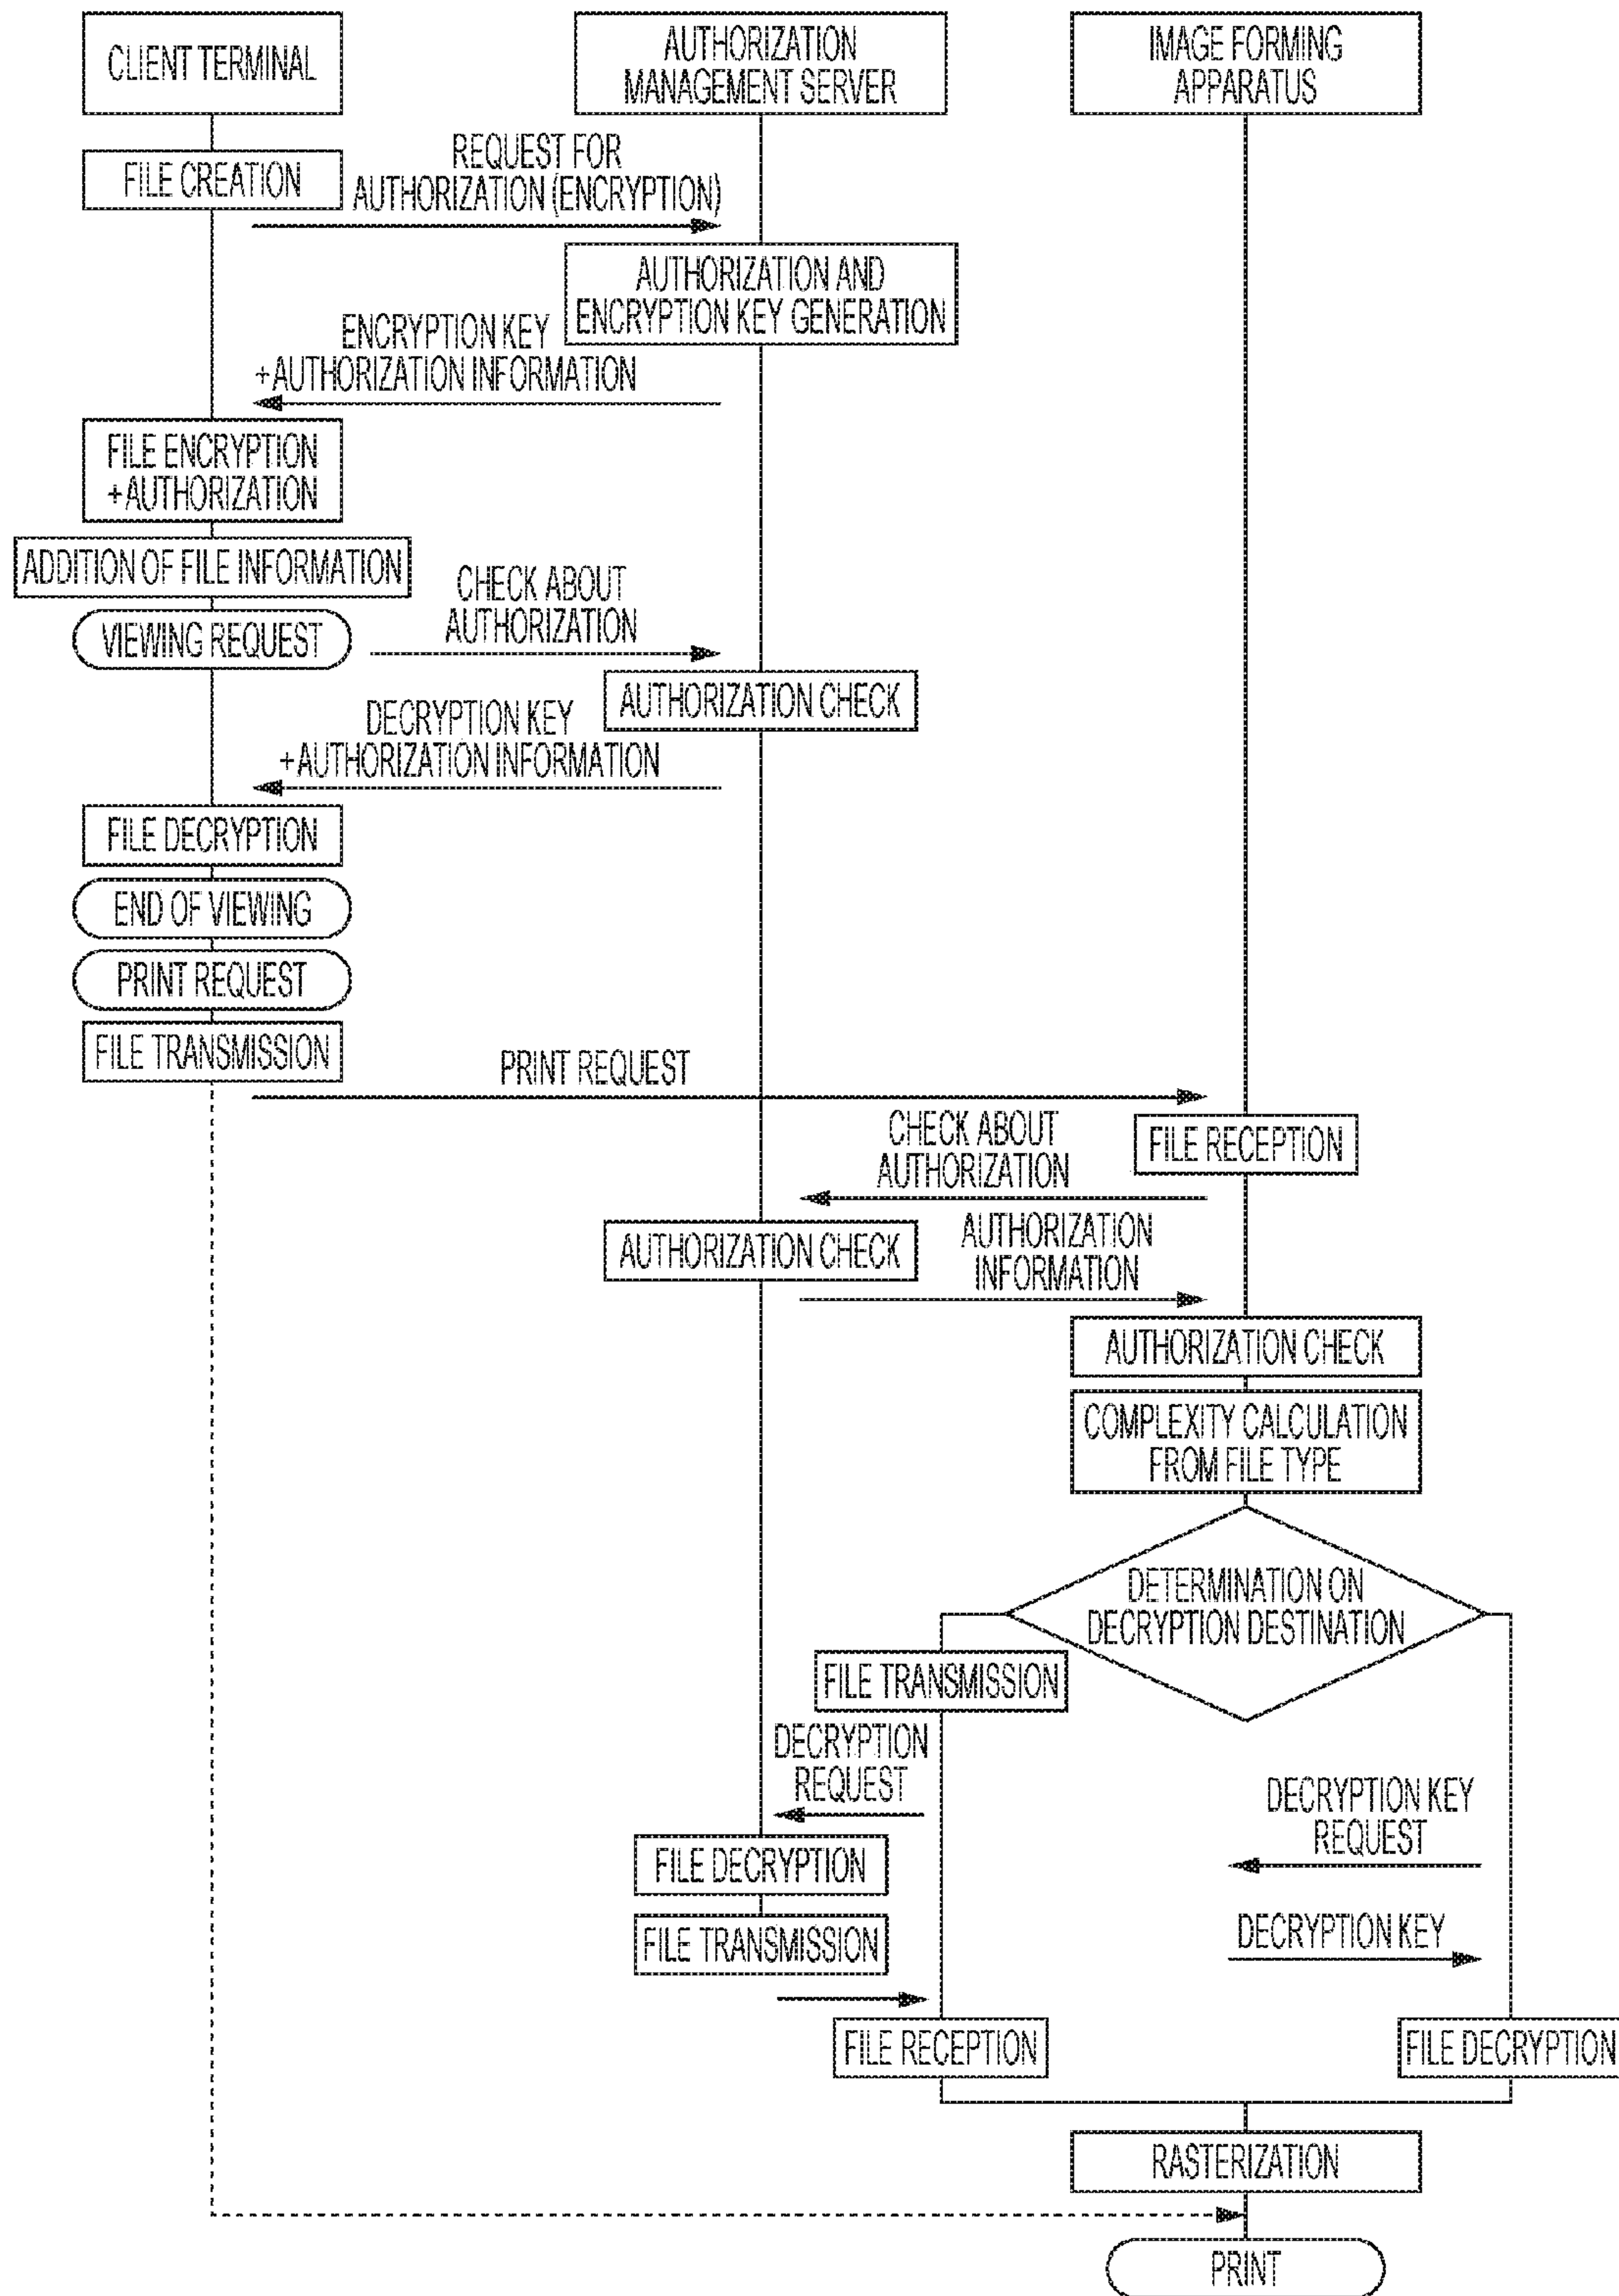 CLIENT TERMINAL
AUTHORIZATION
MANAGEMENT SERVER
IMAGE FORMING
APPARATUS
FILE CREATION
REQUEST FOR
AUTHORIZATION (ENCRYPTION)
AUTHORIZATION AND
ENCRYPTION KEY GENERATION
ENCRYPTION KEY
+AUTHORIZATION INFORMATION
FILE ENCRYPTION
+AUTHORIZATION
ADDITION OF FILE INFORMATION
VIEWING REQUEST
CHECK ABOUT
AUTHORIZATION
AUTHORIZATION CHECK
DECRYPTION KEY
+AUTHORIZATION INFORMATION
FILE DECRYPTION
END OF VIEWING
PRINT REQUEST
FILE TRANSMISSION
PRINT REQUEST
FILE RECEPTION
CHECK ABOUT
AUTHORIZATION
AUTHORIZATION CHECK
AUTHORIZATION
INFORMATION
AUTHORIZATION CHECK
COMPLEXITY CALCULATION
FROM FILE TYPE
DETERMINATION ON
DECRYPTION DESTINATION
FILE TRANSMISSION
DECRYPTION
REQUEST
DECRYPTION KEY
REQUEST
FILE DECRYPTION
DECRYPTION KEY
FILE TRANSMISSION
FILE RECEPTION
FILE DECRYPTION
RASTERIZATION
PRINT